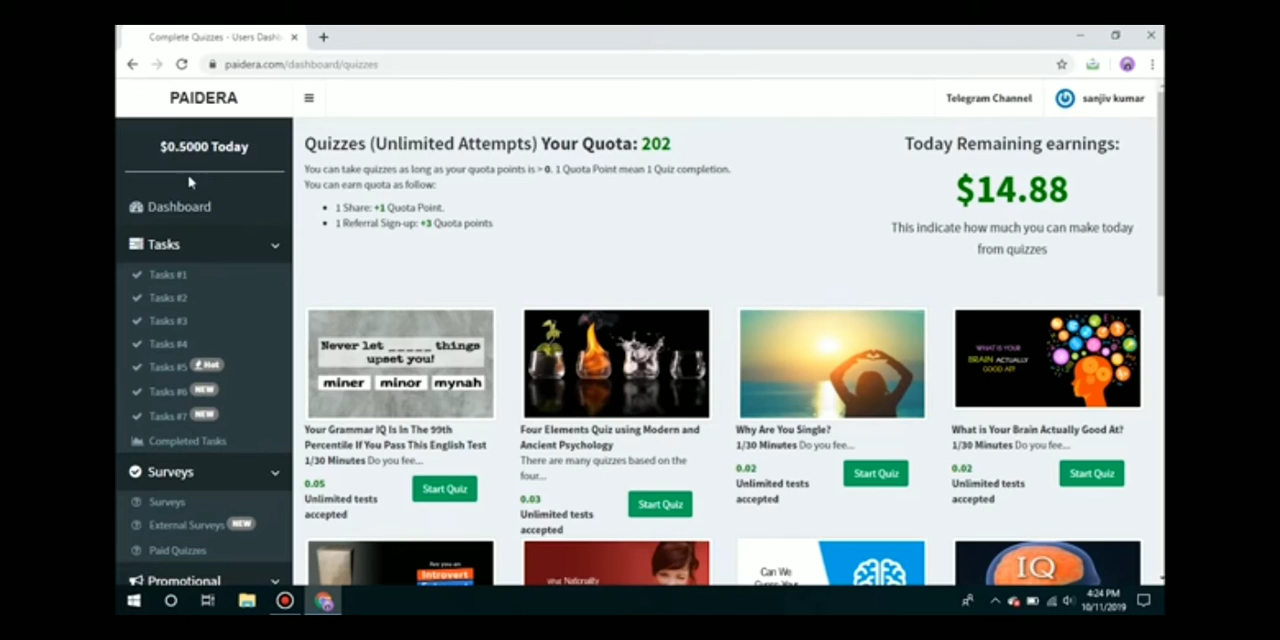 Complete Quizzes - Users Dashb
paidera.com/dashboard/quizzes
PAIDERA
Telegram Channel
sanjiv kumar
$0.5000 Today
Dashboard
Tasks
Tasks #1
Tasks #2
Tasks #3
Tasks #4
Tasks #5 Hot
Tasks #6 NEW
Tasks #7 NEW
Completed Tasks
Surveys
Surveys
External Surveys NEW
Paid Quizzes
Promotional
Quizzes (Unlimited Attempts) Your Quota: 202
You can take quizzes as long as your quota points is > 0. 1 Quota Point mean 1 Quiz completion.
You can earn quota as follow:
1 Share: +1 Quota Point.
1 Referral Sign-up: +3 Quota points
Today Remaining earnings:
$14.88
This indicate how much you can make today
from quizzes
Never let _____ things
upset you!
miner minor mynah
Your Grammar IQ Is In The 99th
Percentile If You Pass This English Test
1/30 Minutes Do you fee...
0.05
Unlimited tests
accepted
Start Quiz
Four Elements Quiz using Modern and
Ancient Psychology
There are many quizzes based on the
four...
0.03
Unlimited tests
accepted
Start Quiz
Why Are You Single?
1/30 Minutes Do you fee...
0.02
Unlimited tests
accepted
Start Quiz
WHAT IS YOUR
BRAIN ACTUALLY
GOOD AT?
What is Your Brain Actually Good At?
1/30 Minutes Do you fee...
0.02
Unlimited tests
accepted
Start Quiz
Are you an
Introvert
Nationality
Can We
Guess Your
IQ
4:24 PM
10/11/2019